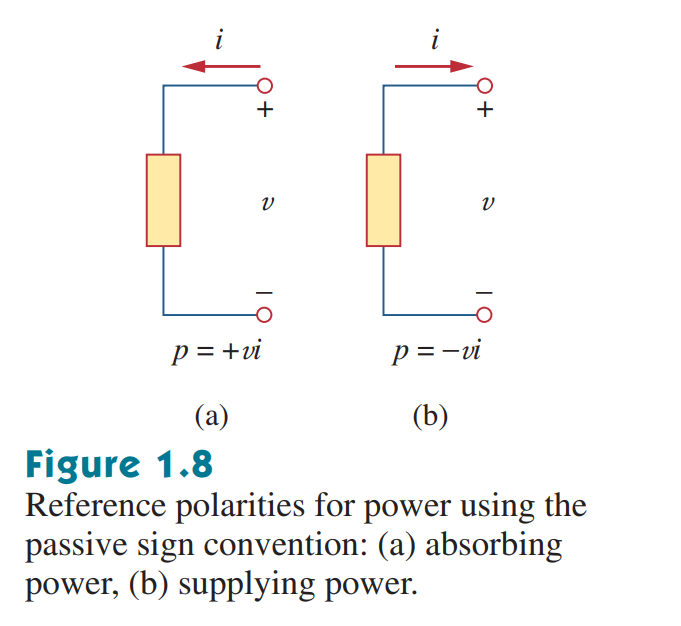 i i
+ +
v v
– –
p = +vi p = −vi
(a) (b)
Figure 1.8
Reference polarities for power using the
passive sign convention: (a) absorbing
power, (b) supplying power.